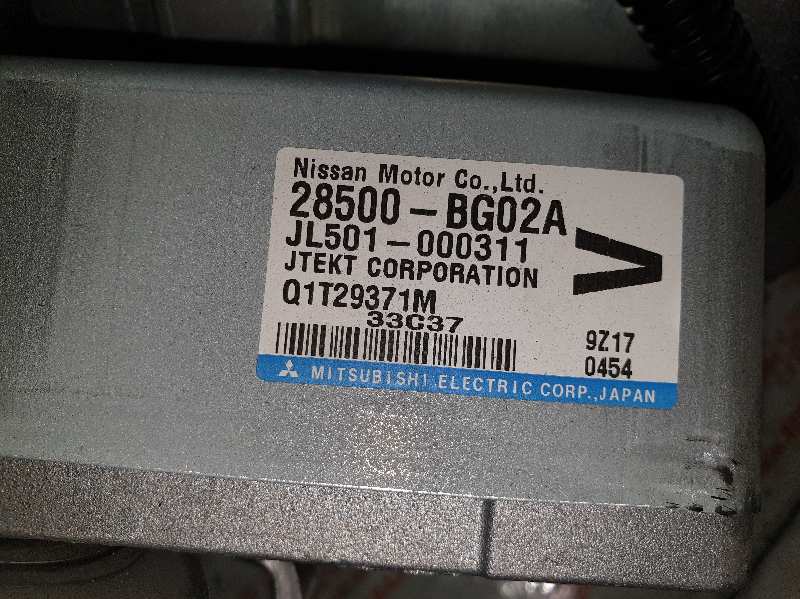 Nissan Motor Co.,Ltd.
28500-BG02A
JL501-000311
JTEKT CORPORATION
V
Q1T29371M
33C37
9Z17
0454
MITSUBISHI ELECTRIC CORP.,JAPAN